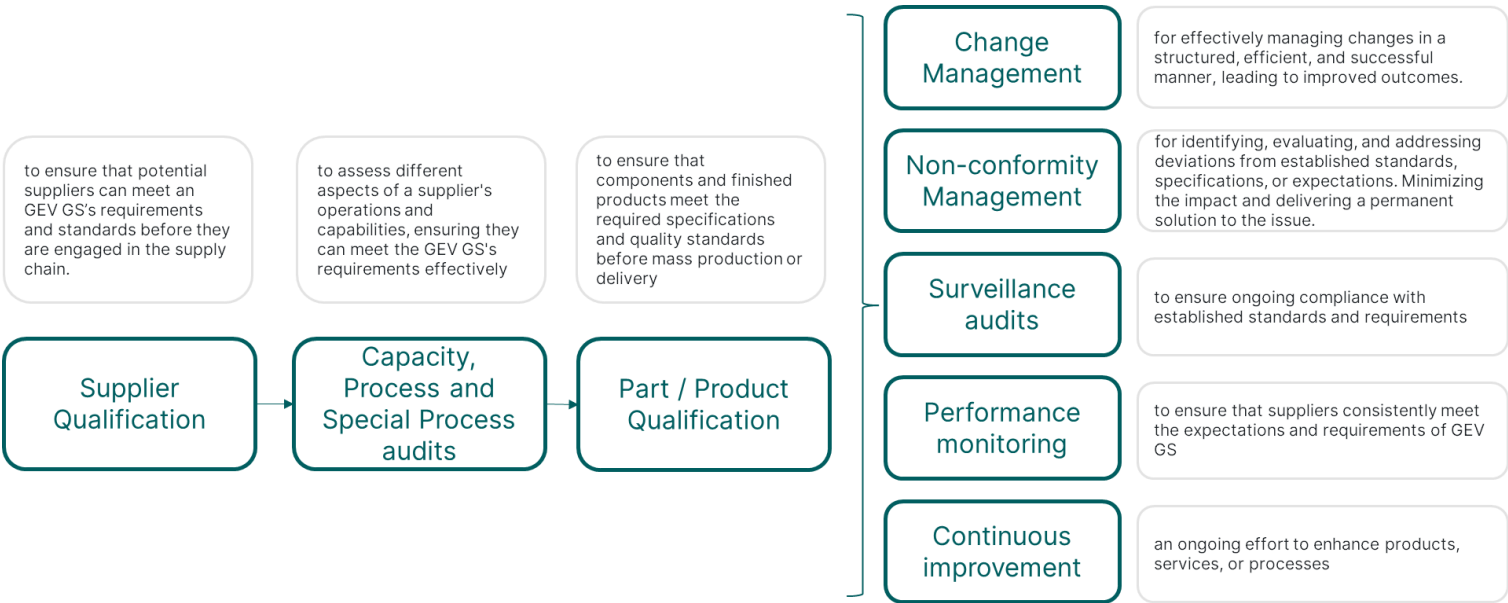 to ensure that potential
suppliers can meet an
GEV GS’s requirements
and standards before they
are engaged in the supply
chain.
Supplier
Qualification
to assess different
aspects of a supplier's
operations and
capabilities, ensuring they
can meet the GEV GS's
requirements effectively
Capacity,
Process and
Special Process
audits
to ensure that
components and finished
products meet the
required specifications
and quality standards
before mass production or
delivery
Part / Product
Qualification
Change
Management
for effectively managing changes in a
structured, efficient, and successful
manner, leading to improved outcomes.
Non-conformity
Management
for identifying, evaluating, and addressing
deviations from established standards,
specifications, or expectations. Minimizing
the impact and delivering a permanent
solution to the issue.
Surveillance
audits
to ensure ongoing compliance with
established standards and requirements
Performance
monitoring
to ensure that suppliers consistently meet
the expectations and requirements of GEV
GS
Continuous
improvement
an ongoing effort to enhance products,
services, or processes